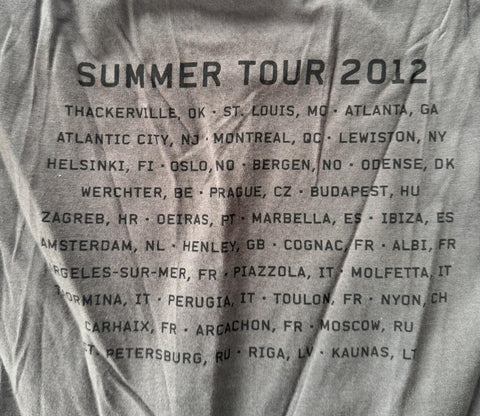 SUMMER TOUR 2012
THACKERVILLE, OK · ST. LOUIS, MO · ATLANTA, GA
ATLANTIC CITY, NJ · MONTREAL, QC · LEWISTON, NY
HELSINKI, FI · OSLO, NO · BERGEN, NO · ODENSE, DK
WERCHTER, BE · PRAGUE, CZ · BUDAPEST, HU
ZAGREB, HR · OEIRAS, PT · MARBELLA, ES · IBIZA, ES
AMSTERDAM, NL · HENLEY, GB · COGNAC, FR · ALBI, FR
RGELES-SUR-MER, FR · PIAZZOLA, IT · MOLFETTA, IT
ORMINA, IT · PERUGIA, IT · TOULON, FR · NYON, CH
CARHAIX, FR · ARCACHON, FR · MOSCOW, RU
ST. PETERSBURG, RU · RIGA, LV · KAUNAS, LT